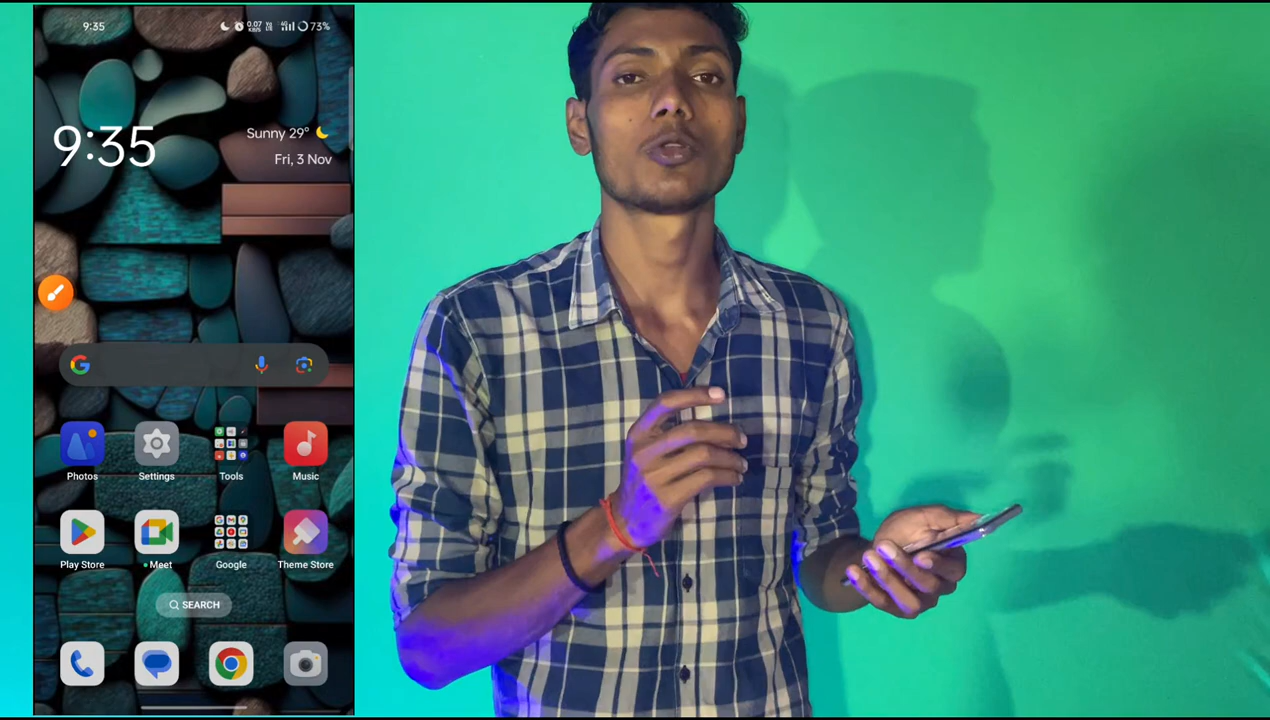 9:35
73%
9:35
Sunny 29°
Fri, 3 Nov
Photos
Settings
Tools
Music
Play Store
Meet
Google
Theme Store
SEARCH